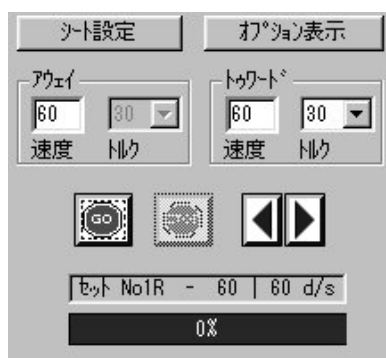 ｼｰﾄ設定 ｵﾌﾟｼｮﾝ表示
ｱｳｪｲ ﾄｩﾜｰﾄﾞ
60 30 60 30
速度 ﾄﾙｸ 速度 ﾄﾙｸ
GO
ｾｯﾄ No1R - 60 | 60 d/s
0%